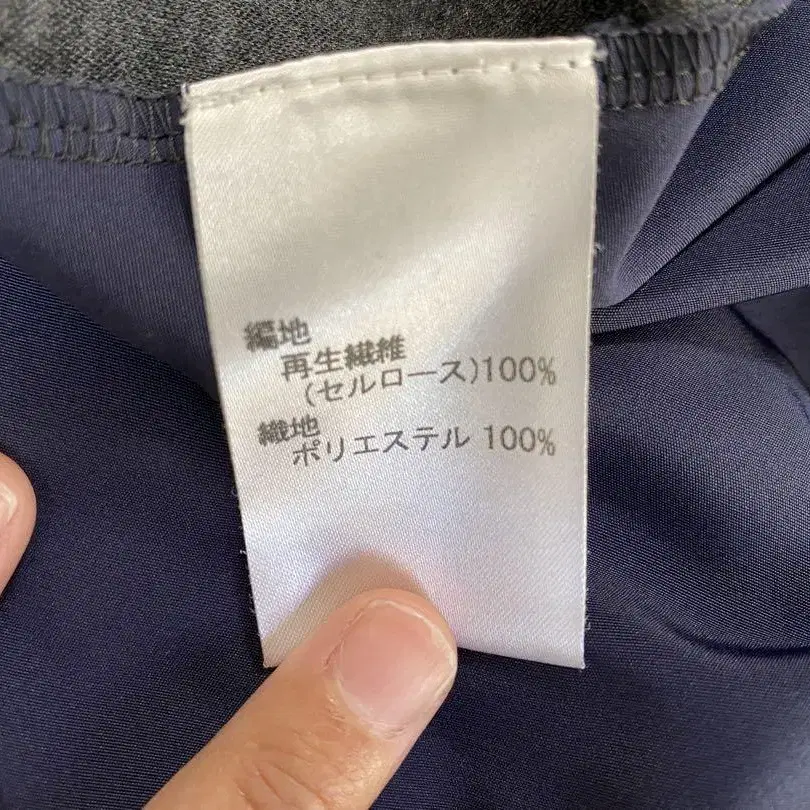 編地
再生繊維
(セルロース)100%
織地
ポリエステル 100%